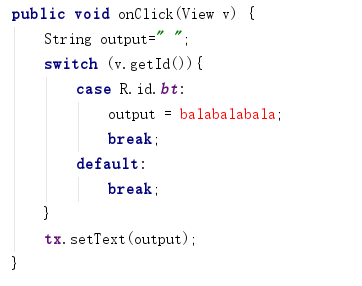 public void onClick(View v) {
    String output=" ";
    switch (v.getId()){
        case R.id.bt:
            output = balabalabala;
            break;
        default:
            break;
    }
    tx.setText(output);
}